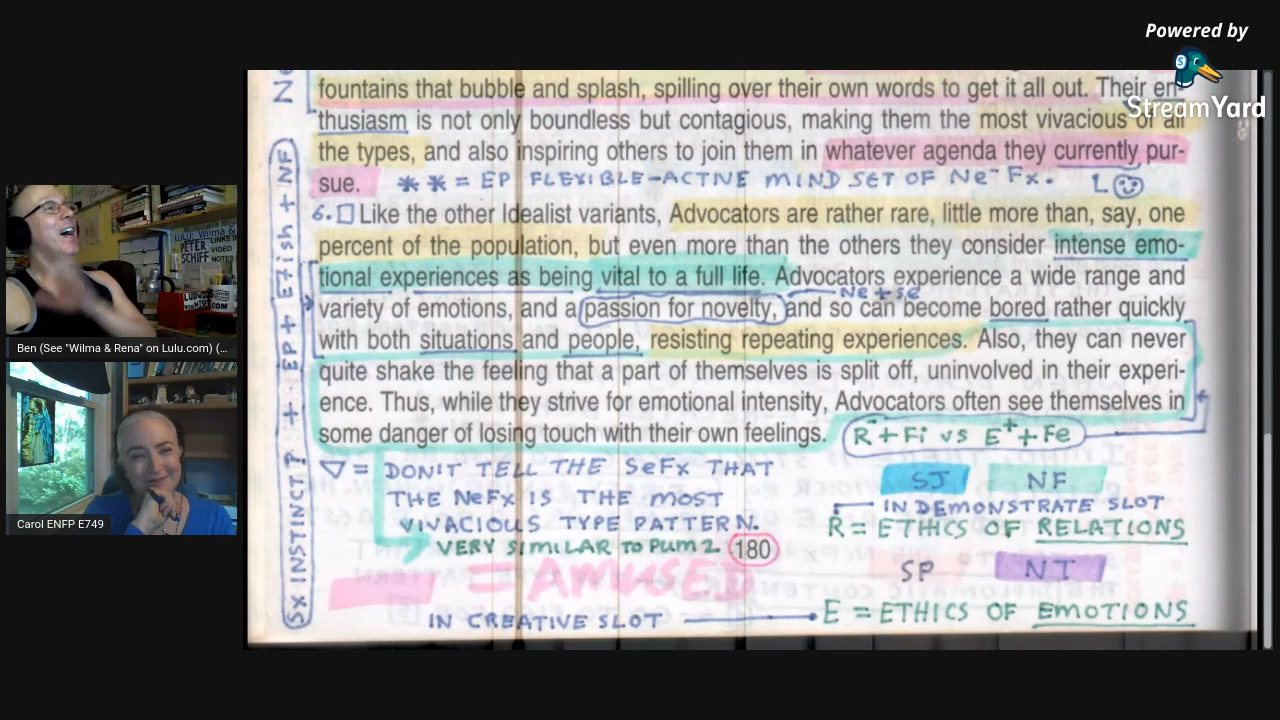 Powered by
StreamYard
fountains that bubble and splash, spilling over their own words to get it all out. Their en-
thusiasm is not only boundless but contagious, making them the most vivacious of all
the types, and also inspiring others to join them in whatever agenda they currently pur-
sue. ** = EP FLEXIBLE-ACTIVE MIND SET OF Ne⁻Fx. L☺
6. □ Like the other Idealist variants, Advocators are rather rare, little more than, say, one
percent of the population, but even more than the others they consider intense emo-
tional experiences as being vital to a full life. Advocators experience a wide range and
Ne + se
variety of emotions, and a passion for novelty, and so can become bored rather quickly
with both situations and people, resisting repeating experiences. Also, they can never
quite shake the feeling that a part of themselves is split off, uninvolved in their experi-
ence. Thus, while they strive for emotional intensity, Advocators often see themselves in
some danger of losing touch with their own feelings. R⁻+Fi vs E⁺+Fe
▽ = DON'T TELL THE SeFx THAT
THE NeFx IS THE MOST
VIVACIOUS TYPE PATTERN.
VERY SIMILAR TO PUM 2. 180
= AMUSED
IN CREATIVE SLOT
SJ NF
IN DEMONSTRATE SLOT
R = ETHICS OF RELATIONS
SP NT
E = ETHICS OF EMOTIONS
Sx INSTINCT? + EP + E7ish + NF
Ne
LULU: Wilma &
PETER
SCHIFF
LINKS IN
VIDEO
NOTES
Ben (See "Wilma & Rena" on Lulu.com) (...
Carol ENFP E749